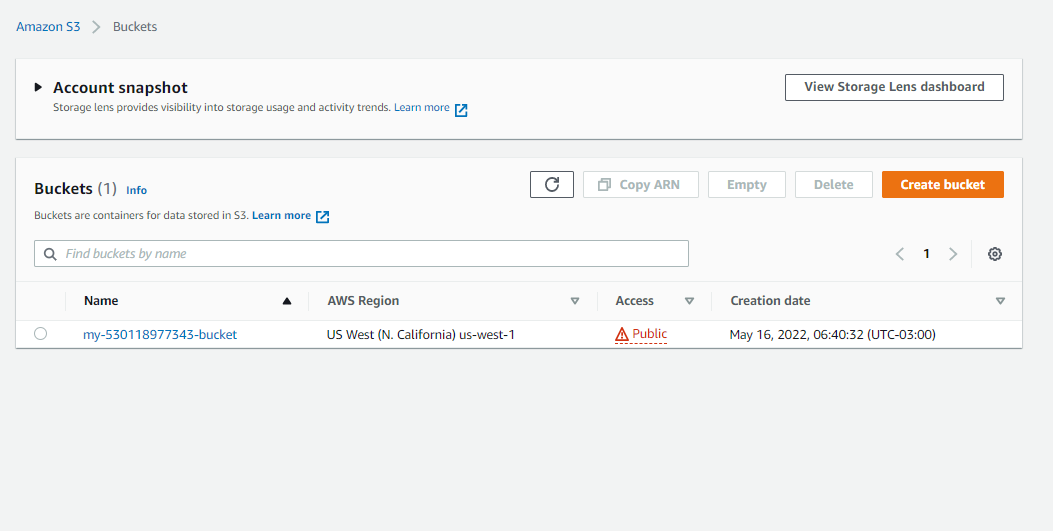 Amazon S3 > Buckets
Account snapshot
View Storage Lens dashboard
Storage lens provides visibility into storage usage and activity trends. Learn more
Buckets (1) Info
Copy ARN Empty Delete Create bucket
Buckets are containers for data stored in S3. Learn more
Find buckets by name
1
Name AWS Region Access Creation date
my-530118977343-bucket US West (N. California) us-west-1 Public May 16, 2022, 06:40:32 (UTC-03:00)